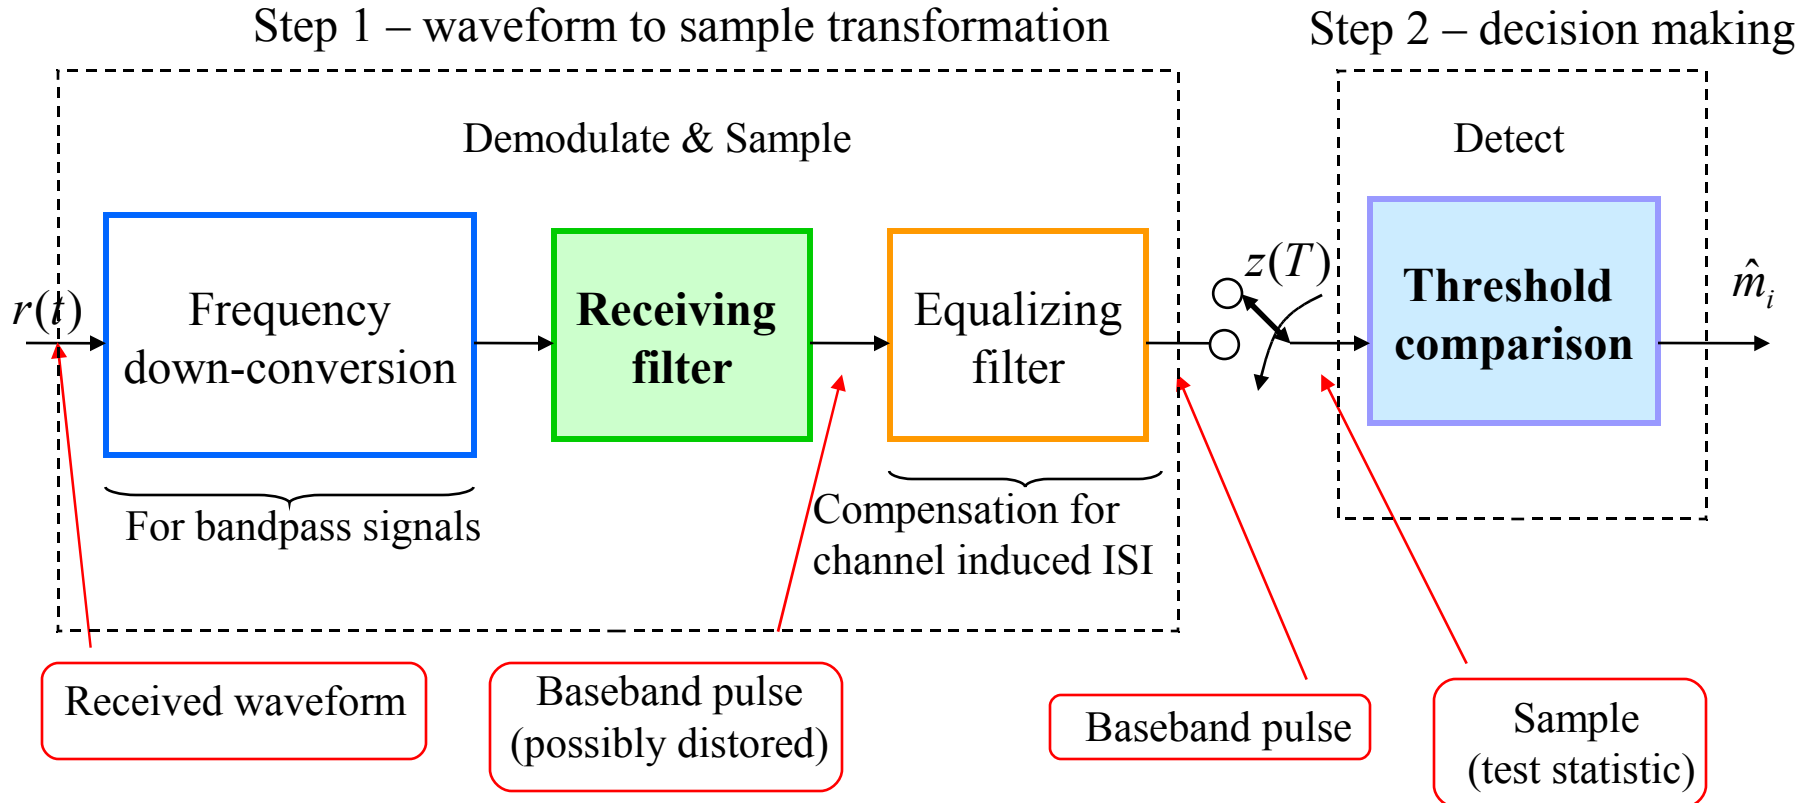 Step 1 – waveform to sample transformation
Step 2 – decision making
Demodulate & Sample
Detect
r(t)
Frequency
down-conversion
Receiving
filter
Equalizing
filter
z(T)
Threshold
comparison
m̂ᵢ
For bandpass signals
Compensation for
channel induced ISI
Received waveform
Baseband pulse
(possibly distored)
Baseband pulse
Sample
(test statistic)